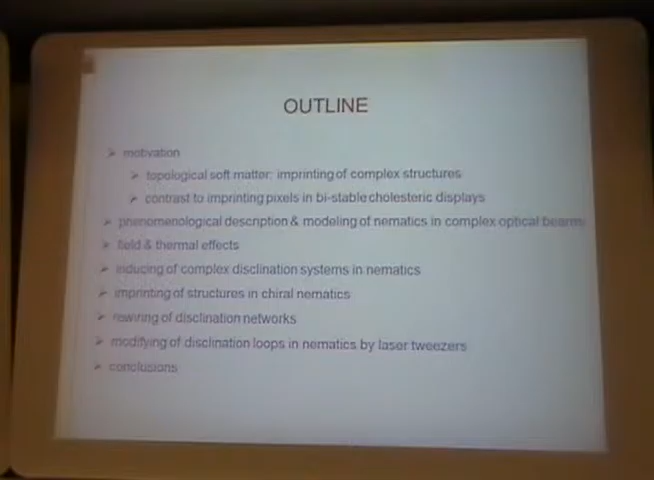 OUTLINE
motivation
topological soft matter: imprinting of complex structures
contrast to imprinting pixels in bi-stable cholesteric displays
phenomenological description & modeling of nematics in complex optical beams
field & thermal effects
inducing of complex disclination systems in nematics
imprinting of structures in chiral nematics
rewiring of disclination networks
modifying of disclination loops in nematics by laser tweezers
conclusions